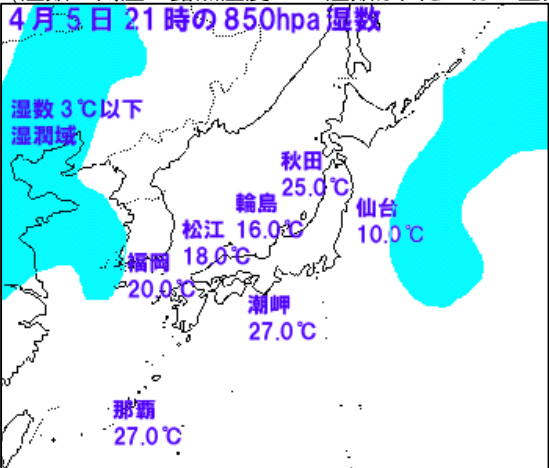 4月5日21時の850hpa湿数
湿数3℃以下
湿潤域
秋田
25.0℃
輪島
16.0℃
仙台
10.0℃
松江
18.0℃
福岡
20.0℃
潮岬
27.0℃
那覇
27.0℃